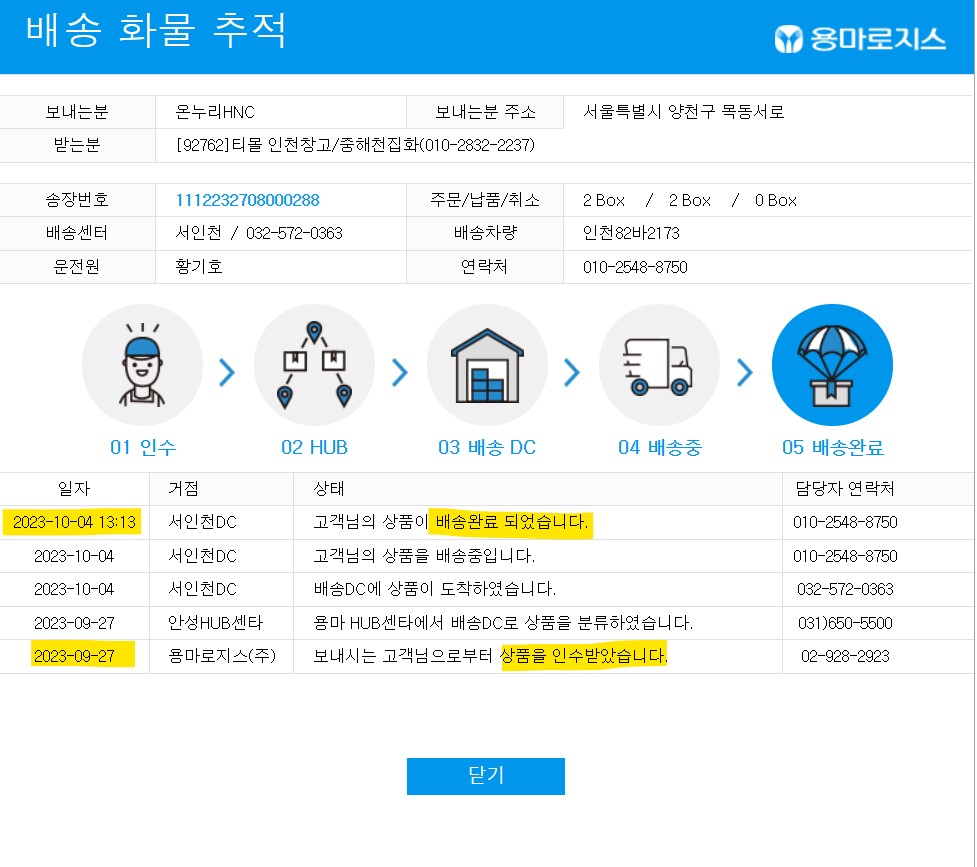 배송 화물 추적
용마로지스
보내는분 온누리HNC 보내는분 주소 서울특별시 양천구 목동서로
받는분 [92762]티몰 인천창고/중해천집화(010-2832-2237)
송장번호 1112232708000288 주문/납품/취소 2 Box / 2 Box / 0 Box
배송센터 서인천 / 032-572-0363 배송차량 인천82바2173
운전원 황기호 연락처 010-2548-8750
01 인수 02 HUB 03 배송 DC 04 배송중 05 배송완료
일자 거점 상태 담당자 연락처
2023-10-04 13:13 서인천DC 고객님의 상품이 배송완료 되었습니다. 010-2548-8750
2023-10-04 서인천DC 고객님의 상품을 배송중입니다. 010-2548-8750
2023-10-04 서인천DC 배송DC에 상품이 도착하였습니다. 032-572-0363
2023-09-27 안성HUB센타 용마 HUB센타에서 배송DC로 상품을 분류하였습니다. 031)650-5500
2023-09-27 용마로지스(주) 보내시는 고객님으로부터 상품을 인수받았습니다. 02-928-2923
닫기